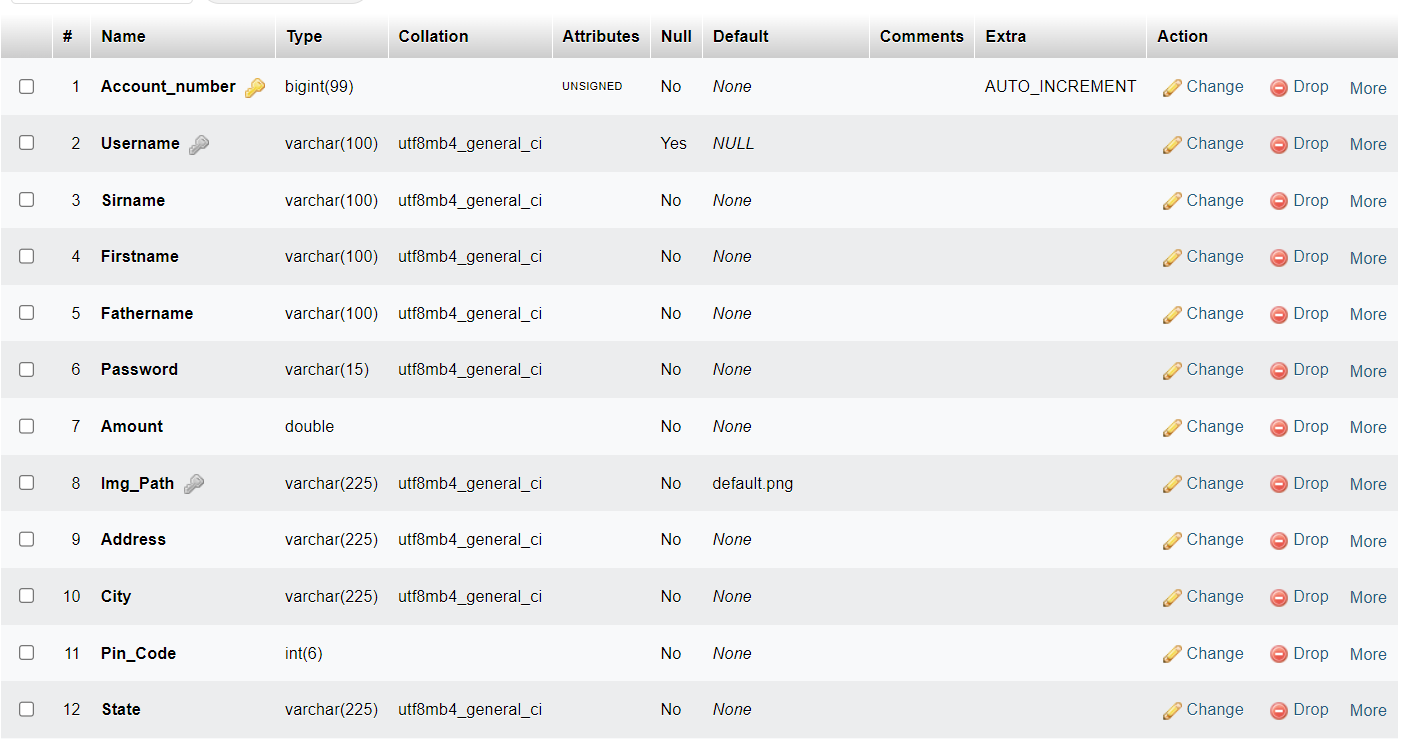 # Name Type Collation Attributes Null Default Comments Extra Action
1 Account_number bigint(99) UNSIGNED No None AUTO_INCREMENT Change Drop More
2 Username varchar(100) utf8mb4_general_ci Yes NULL Change Drop More
3 Sirname varchar(100) utf8mb4_general_ci No None Change Drop More
4 Firstname varchar(100) utf8mb4_general_ci No None Change Drop More
5 Fathername varchar(100) utf8mb4_general_ci No None Change Drop More
6 Password varchar(15) utf8mb4_general_ci No None Change Drop More
7 Amount double No None Change Drop More
8 Img_Path varchar(225) utf8mb4_general_ci No default.png Change Drop More
9 Address varchar(225) utf8mb4_general_ci No None Change Drop More
10 City varchar(225) utf8mb4_general_ci No None Change Drop More
11 Pin_Code int(6) No None Change Drop More
12 State varchar(225) utf8mb4_general_ci No None Change Drop More